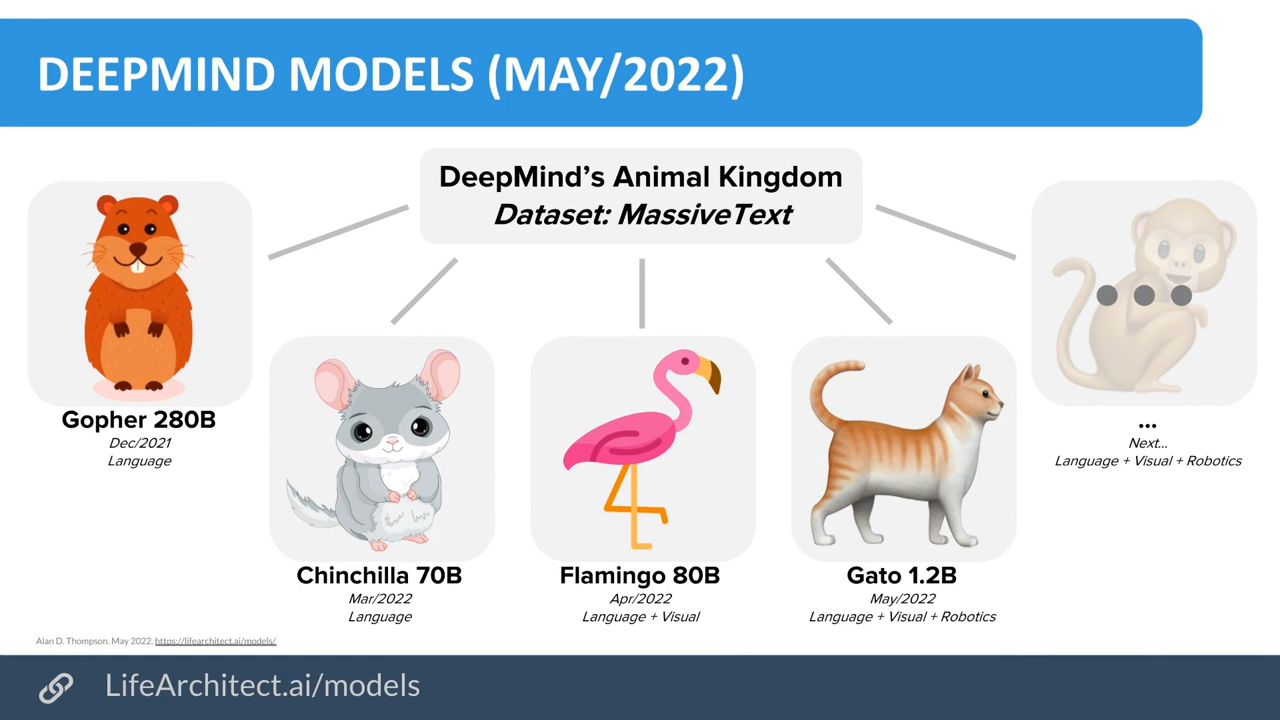 DEEPMIND MODELS (MAY/2022)
DeepMind's Animal Kingdom
Dataset: MassiveText
Gopher 280B
Dec/2021
Language
Chinchilla 70B
Mar/2022
Language
Flamingo 80B
Apr/2022
Language + Visual
Gato 1.2B
May/2022
Language + Visual + Robotics
...
Next...
Language + Visual + Robotics
Alan D. Thompson. May 2022. https://lifearchitect.ai/models/
LifeArchitect.ai/models